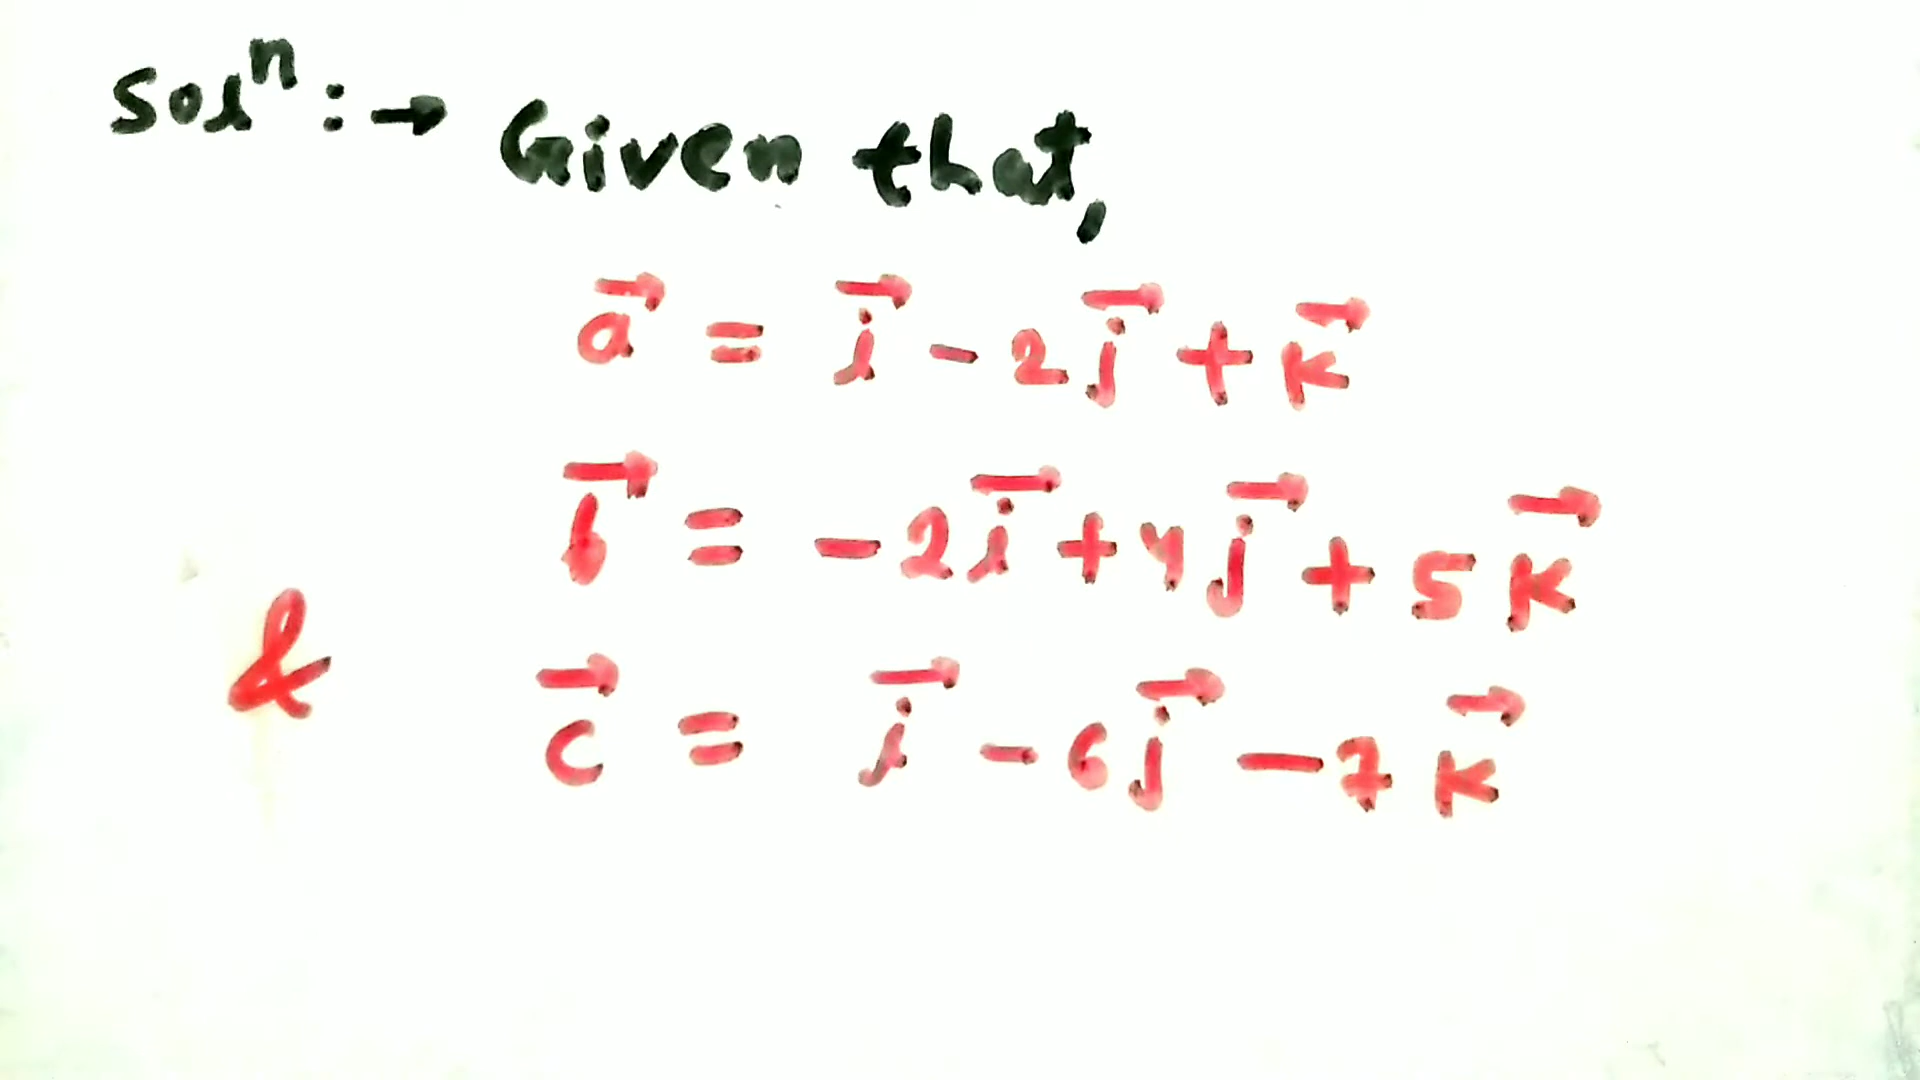 Solⁿ :→ Given that,
a⃗ = i⃗ - 2j⃗ + k⃗
b⃗ = -2i⃗ + 4j⃗ + 5k⃗
& c⃗ = i⃗ - 6j⃗ - 7k⃗